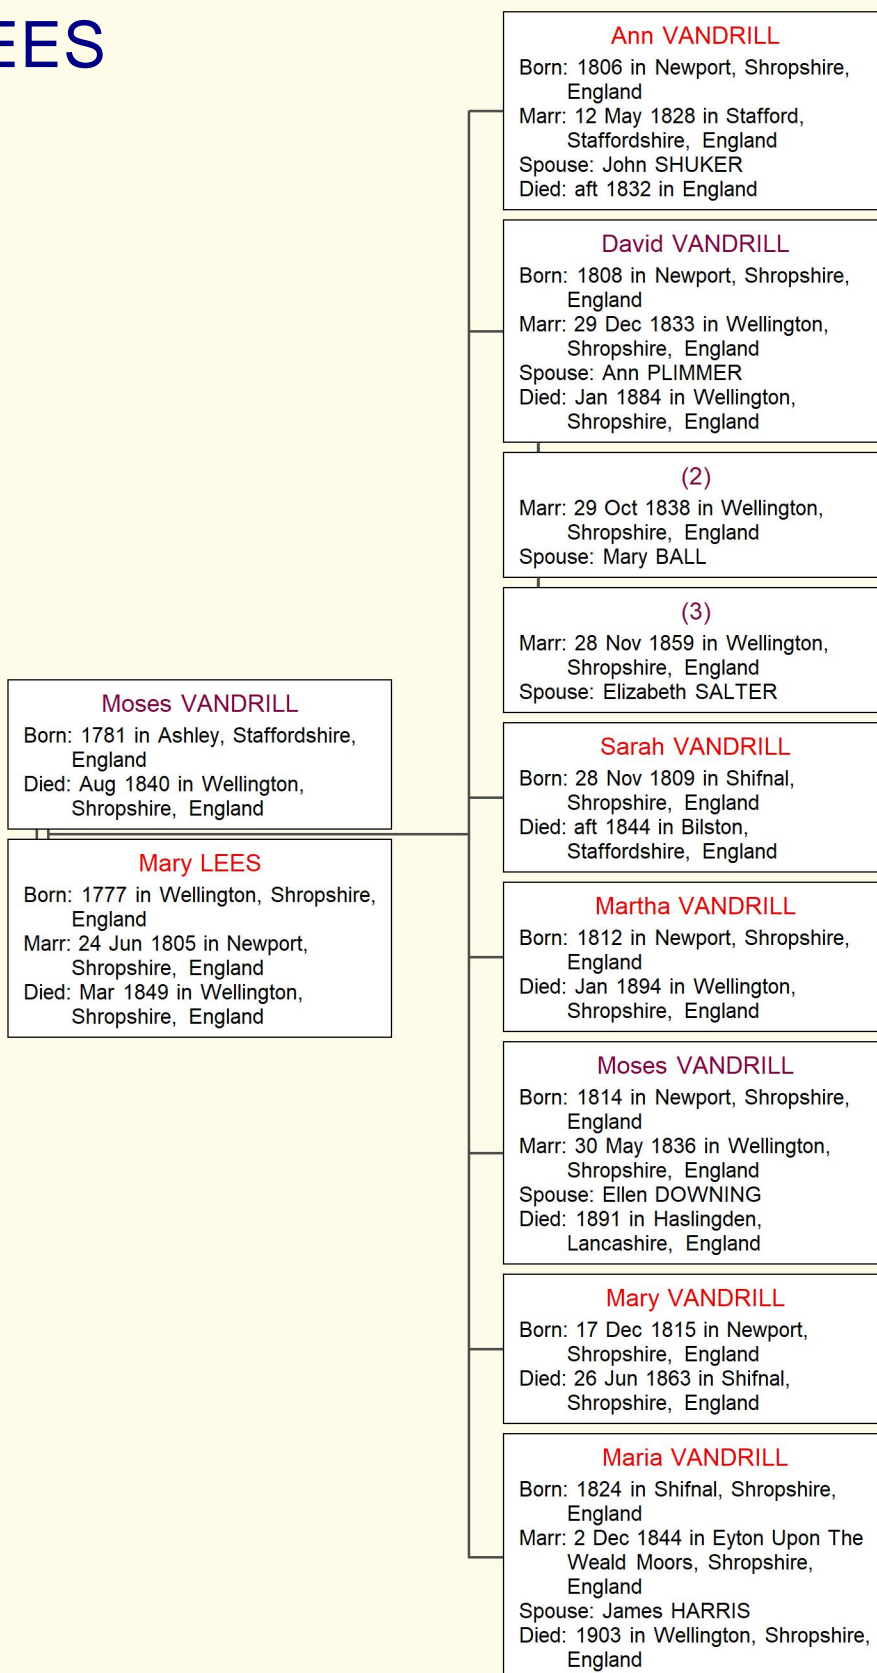 EES
Ann VANDRILL
Born: 1806 in Newport, Shropshire,
England
Marr: 12 May 1828 in Stafford,
Staffordshire, England
Spouse: John SHUKER
Died: aft 1832 in England
David VANDRILL
Born: 1808 in Newport, Shropshire,
England
Marr: 29 Dec 1833 in Wellington,
Shropshire, England
Spouse: Ann PLIMMER
Died: Jan 1884 in Wellington,
Shropshire, England
(2)
Marr: 29 Oct 1838 in Wellington,
Shropshire, England
Spouse: Mary BALL
(3)
Marr: 28 Nov 1859 in Wellington,
Shropshire, England
Spouse: Elizabeth SALTER
Moses VANDRILL
Born: 1781 in Ashley, Staffordshire,
England
Died: Aug 1840 in Wellington,
Shropshire, England
Mary LEES
Born: 1777 in Wellington, Shropshire,
England
Marr: 24 Jun 1805 in Newport,
Shropshire, England
Died: Mar 1849 in Wellington,
Shropshire, England
Sarah VANDRILL
Born: 28 Nov 1809 in Shifnal,
Shropshire, England
Died: aft 1844 in Bilston,
Staffordshire, England
Martha VANDRILL
Born: 1812 in Newport, Shropshire,
England
Died: Jan 1894 in Wellington,
Shropshire, England
Moses VANDRILL
Born: 1814 in Newport, Shropshire,
England
Marr: 30 May 1836 in Wellington,
Shropshire, England
Spouse: Ellen DOWNING
Died: 1891 in Haslingden,
Lancashire, England
Mary VANDRILL
Born: 17 Dec 1815 in Newport,
Shropshire, England
Died: 26 Jun 1863 in Shifnal,
Shropshire, England
Maria VANDRILL
Born: 1824 in Shifnal, Shropshire,
England
Marr: 2 Dec 1844 in Eyton Upon The
Weald Moors, Shropshire,
England
Spouse: James HARRIS
Died: 1903 in Wellington, Shropshire,
England